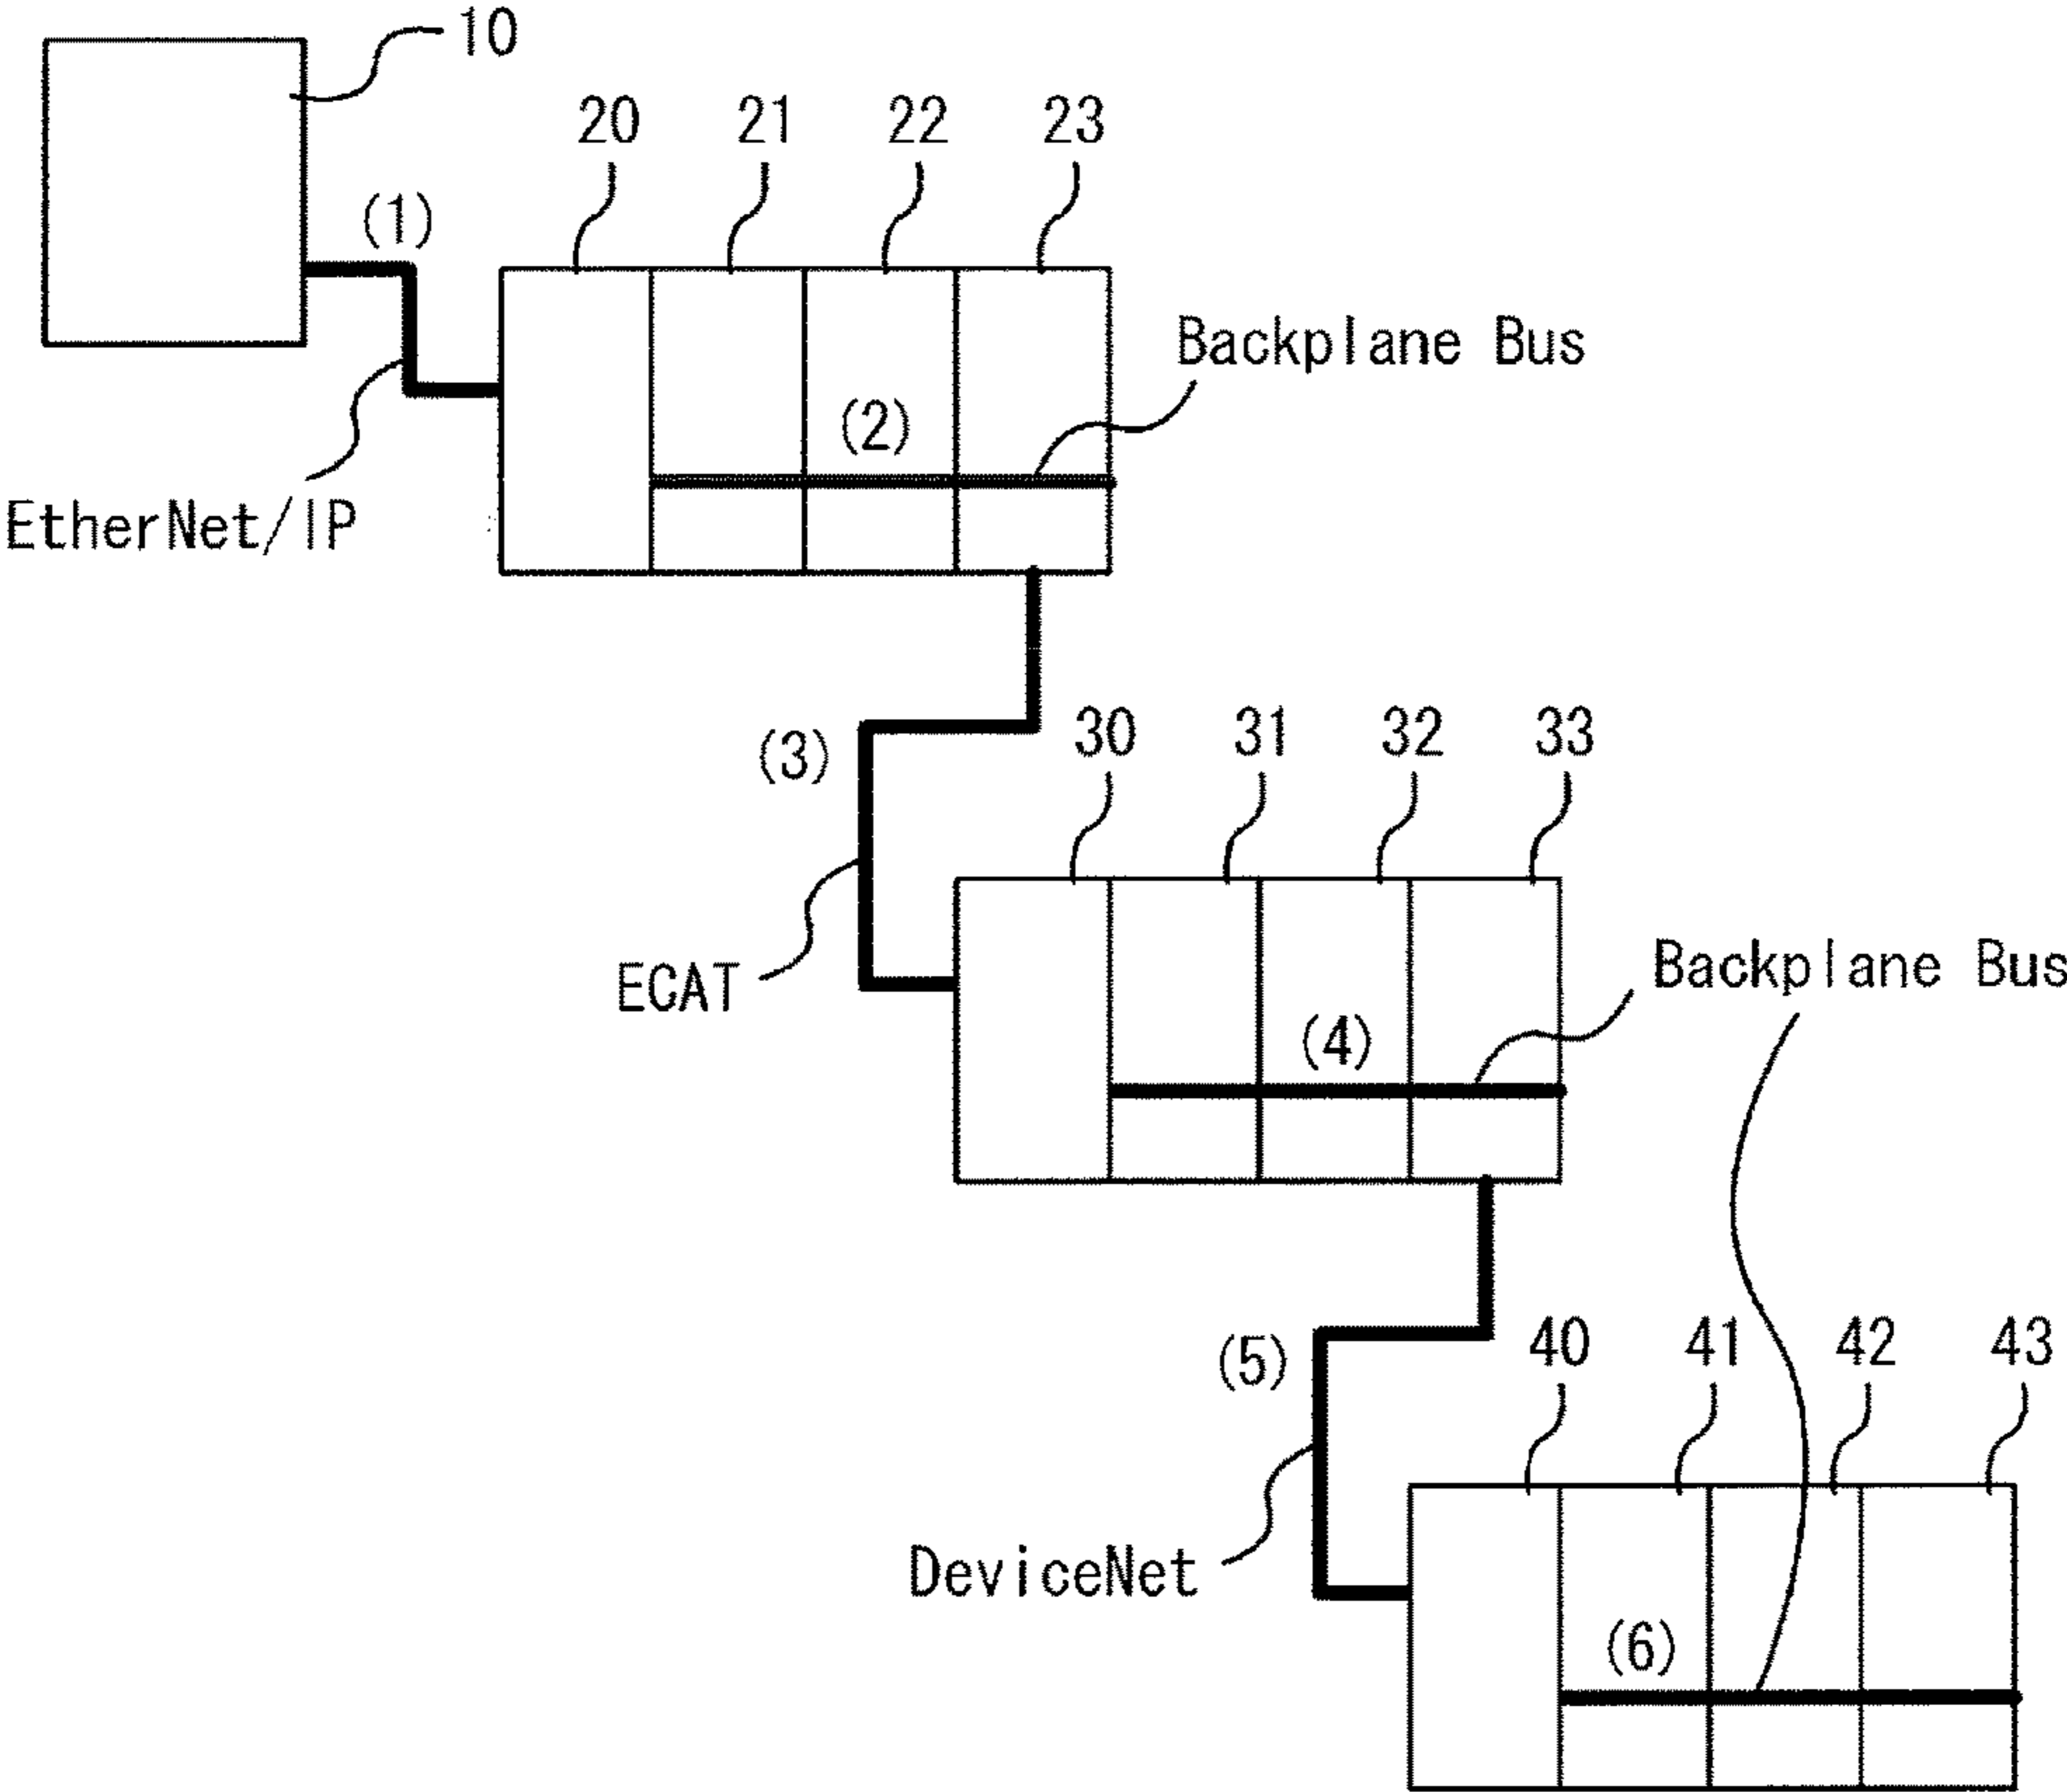 10
20 21 22 23
(1)
Backplane Bus
(2)
EtherNet/IP
30 31 32 33
(3)
Backplane Bus
ECAT
(4)
40 41 42 43
(5)
DeviceNet
(6)